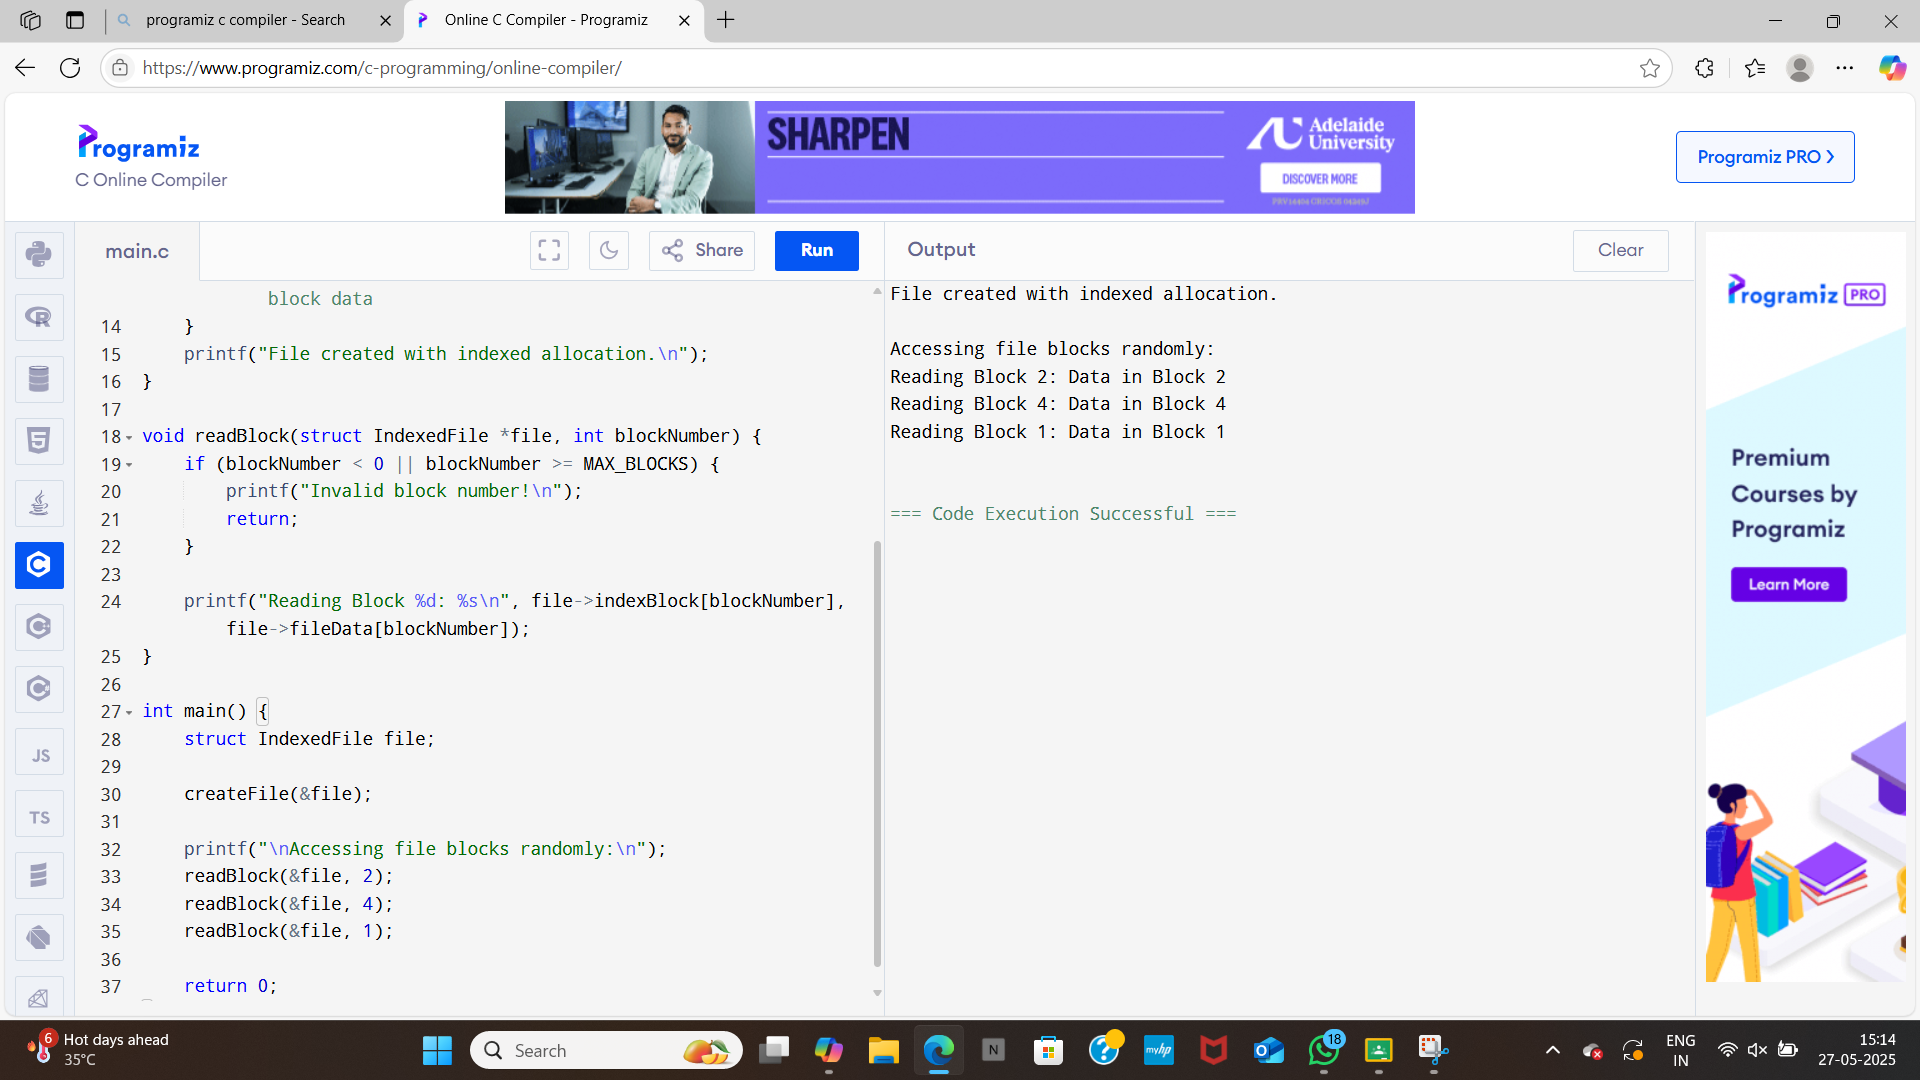 programiz c compiler - Search
Online C Compiler - Programiz
https://www.programiz.com/c-programming/online-compiler/
Programiz
C Online Compiler
SHARPEN
Adelaide
University
DISCOVER MORE
Programiz PRO
main.c
Share
Run
Output
Clear
block data
14 }
15 printf("File created with indexed allocation.\n");
16 }
17
18 void readBlock(struct IndexedFile *file, int blockNumber) {
19 if (blockNumber < 0 || blockNumber >= MAX_BLOCKS) {
20 printf("Invalid block number!\n");
21 return;
22 }
23
24 printf("Reading Block %d: %s\n", file->indexBlock[blockNumber],
file->fileData[blockNumber]);
25 }
26
27 int main() {
28 struct IndexedFile file;
29
30 createFile(&file);
31
32 printf("\nAccessing file blocks randomly:\n");
33 readBlock(&file, 2);
34 readBlock(&file, 4);
35 readBlock(&file, 1);
36
37 return 0;
File created with indexed allocation.
Accessing file blocks randomly:
Reading Block 2: Data in Block 2
Reading Block 4: Data in Block 4
Reading Block 1: Data in Block 1
=== Code Execution Successful ===
Programiz PRO
Premium
Courses by
Programiz
Learn More
R
5
C
JS
TS
6
Hot days ahead
35°C
Search
N
?
myhp
18
ENG
IN
15:14
27-05-2025